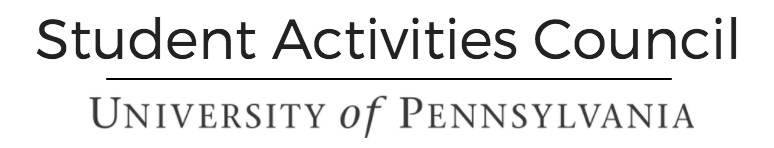 Student Activities Council
UNIVERSITY of PENNSYLVANIA